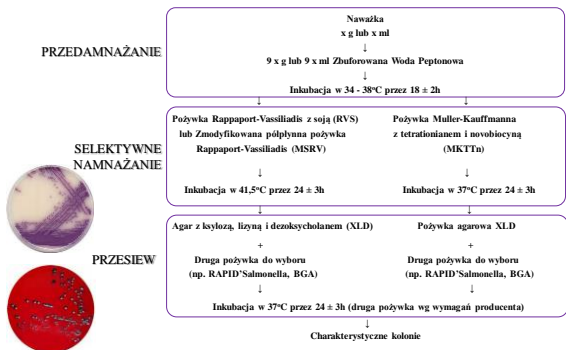 PRZEDAMNAŻANIE
Naważka
x g lub x ml
↓
9 x g lub 9 x ml Zbuforowana Woda Peptonowa
↓
Inkubacja w 34 - 38°C przez 18 ± 2h
↓ ↓
SELEKTYWNE
NAMNAŻANIE
Pożywka Rappaport-Vassiliadis z soją (RVS)
lub Zmodyfikowana półpłynna pożywka
Rappaport-Vassiliadis (MSRV)
↓
Inkubacja w 41,5°C przez 24 ± 3h
Pożywka Muller-Kauffmanna
z tetrationianem i novobiocyną
(MKTTn)
↓
Inkubacja w 37°C przez 24 ± 3h
↓ ↓
PRZESIEW
Agar z ksylozą, lizyną i dezoksycholanem (XLD)
+
Druga pożywka do wyboru
(np. RAPID'Salmonella, BGA)
↓
Pożywka agarowa XLD
+
Druga pożywka do wyboru
(np. RAPID'Salmonella, BGA)
↓
Inkubacja w 37°C przez 24 ± 3h (druga pożywka wg wymagań producenta)
↓
Charakterystyczne kolonie